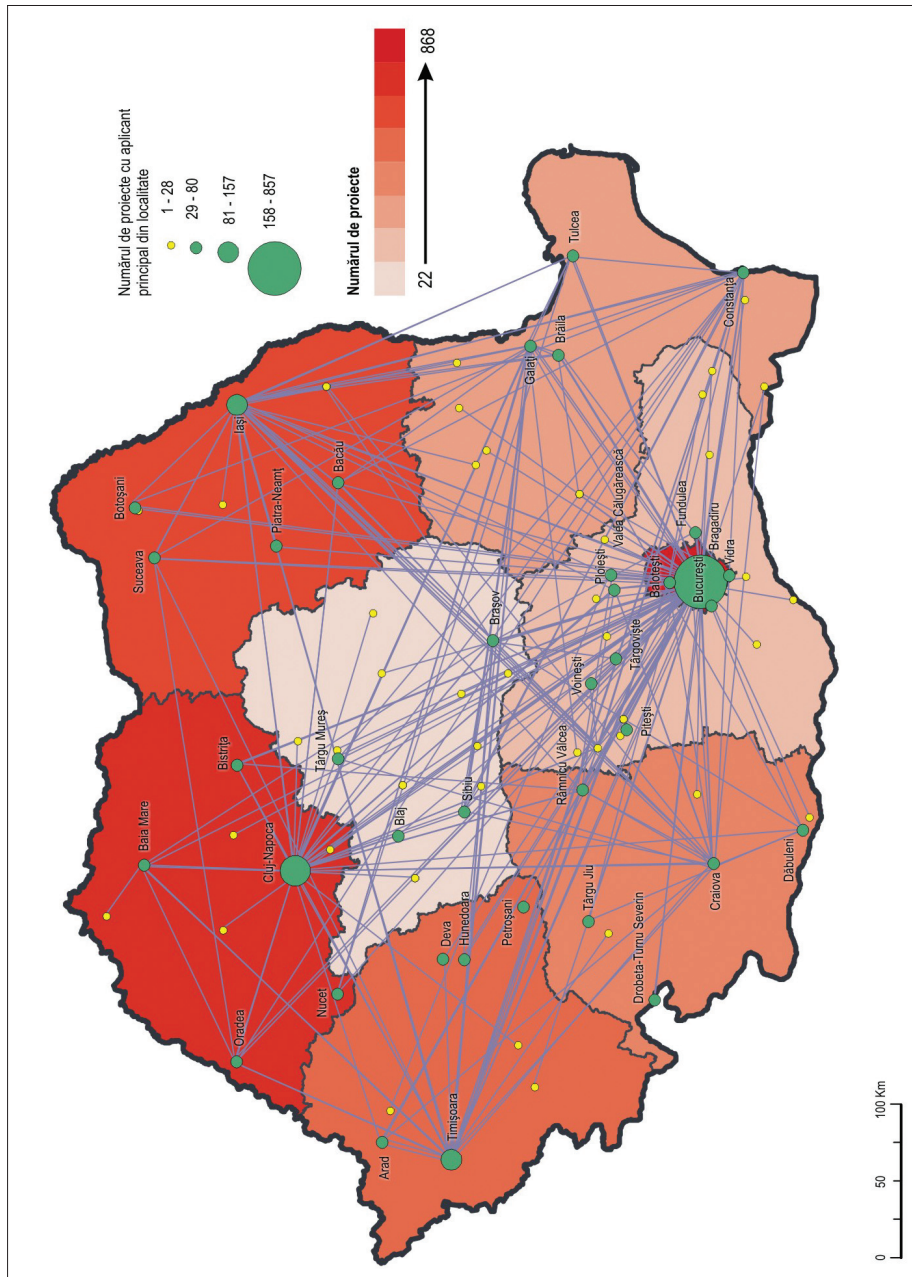 Numărul de proiecte cu aplicant
principal din localitate
1 - 28
29 - 80
81 - 157
158 - 857
Numărul de proiecte
22
868
Botoșani
Suceava
Iași
Piatra-Neamţ
Bacău
Baia Mare
Bistrița
Oradea
Cluj-Napoca
Nucet
Târgu Mureș
Blaj
Sibiu
Brașov
Arad
Timișoara
Deva
Hunedoara
Petroșani
Târgu Jiu
Drobeta-Turnu Severin
Craiova
Dăbuleni
Râmnicu Vâlcea
Pitești
Voinești
Târgoviște
Ploiești
Valea Călugărească
Balotești
București
Fundulea
Bragadiru
Vidra
Galați
Brăila
Tulcea
Constanța
0
50
100 Km